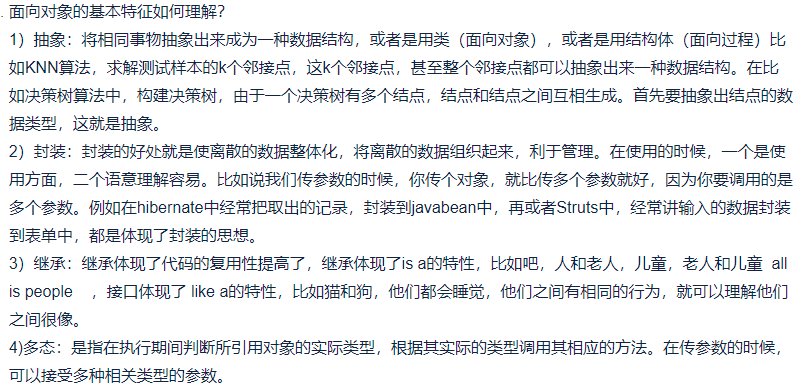 . 面向对象的基本特征如何理解?
1）抽象：将相同事物抽象出来成为一种数据结构，或者是用类（面向对象），或者是用结构体（面向过程）比
如KNN算法，求解测试样本的k个邻接点，这k个邻接点，甚至整个邻接点都可以抽象出来一种数据结构。在比
如决策树算法中，构建决策树，由于一个决策树有多个结点，结点和结点之间互相生成。首先要抽象出结点的数
据类型，这就是抽象。
2）封装：封装的好处就是使离散的数据整体化，将离散的数据组织起来，利于管理。在使用的时候，一个是使
用方面，二个语意理解容易。比如说我们传参数的时候，你传个对象，就比传多个参数就好，因为你要调用的是
多个参数。例如在hibernate中经常把取出的记录，封装到javabean中，再或者Struts中，经常讲输入的数据封装
到表单中，都是体现了封装的思想。
3）继承：继承体现了代码的复用性提高了，继承体现了is a的特性，比如吧，人和老人，儿童，老人和儿童 all
is people ，接口体现了 like a的特性，比如猫和狗，他们都会睡觉，他们之间有相同的行为，就可以理解他们
之间很像。
4)多态：是指在执行期间判断所引用对象的实际类型，根据其实际的类型调用其相应的方法。在传参数的时候，
可以接受多种相关类型的参数。